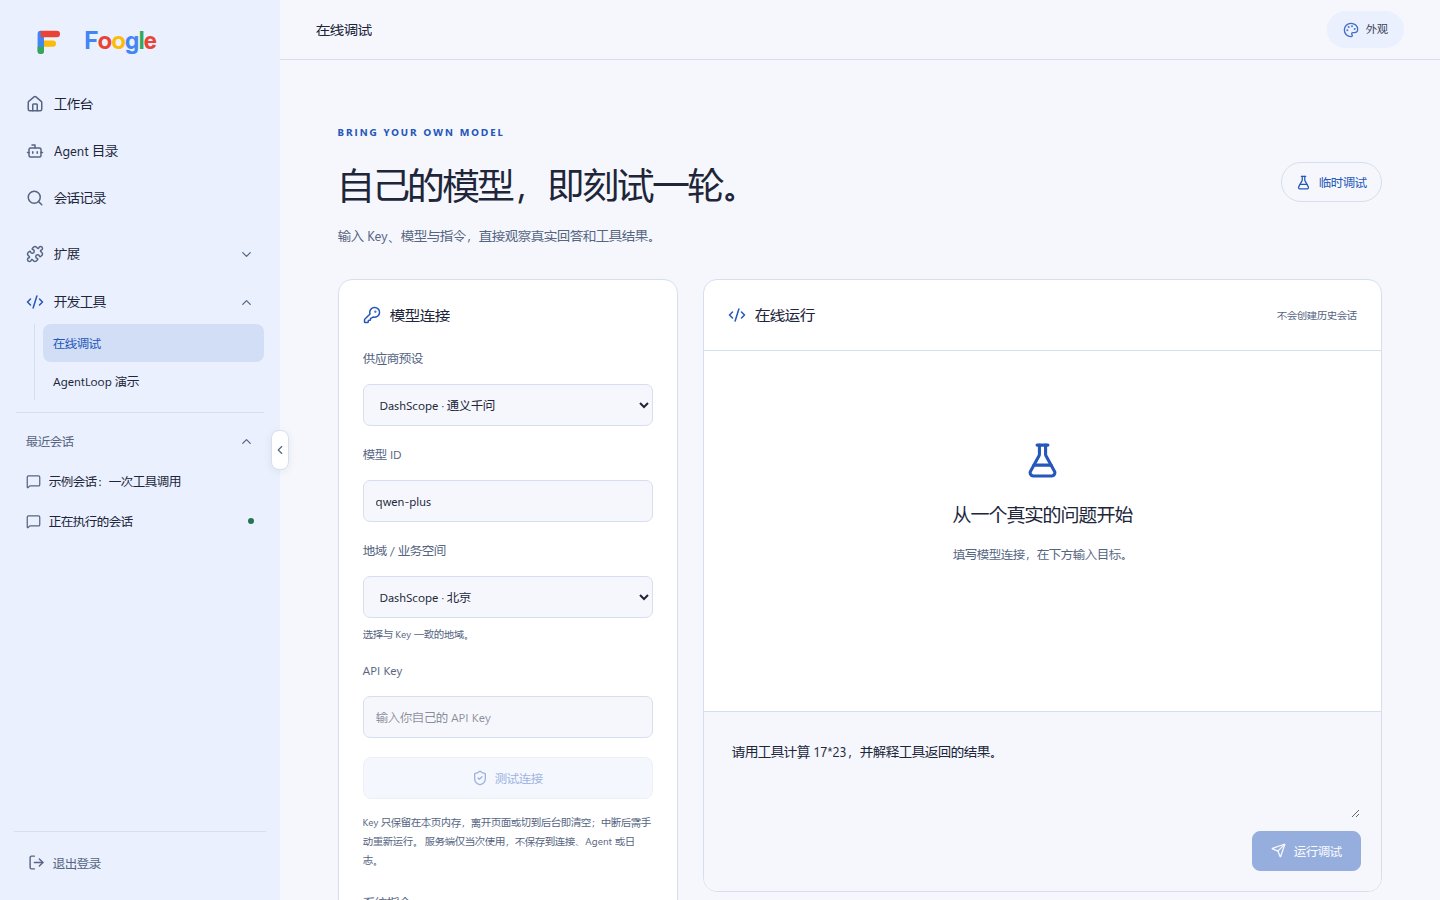 Foogle
工作台
Agent 目录
会话记录
扩展
开发工具
在线调试
AgentLoop 演示
最近会话
示例会话：一次工具调用
正在执行的会话
退出登录
在线调试
外观
BRING YOUR OWN MODEL
自己的模型，即刻试一轮。
输入 Key、模型与指令，直接观察真实回答和工具结果。
临时调试
模型连接
供应商预设
DashScope · 通义千问
模型 ID
qwen-plus
地域 / 业务空间
DashScope · 北京
选择与 Key 一致的地域。
API Key
输入你自己的 API Key
测试连接
Key 只保留在本页内存，离开页面或切到后台即清空；中断后需手
动重新运行。 服务端仅当次使用，不保存到连接、Agent 或日
志。
在线运行
不会创建历史会话
从一个真实的问题开始
填写模型连接，在下方输入目标。
请用工具计算 17*23，并解释工具返回的结果。
运行调试